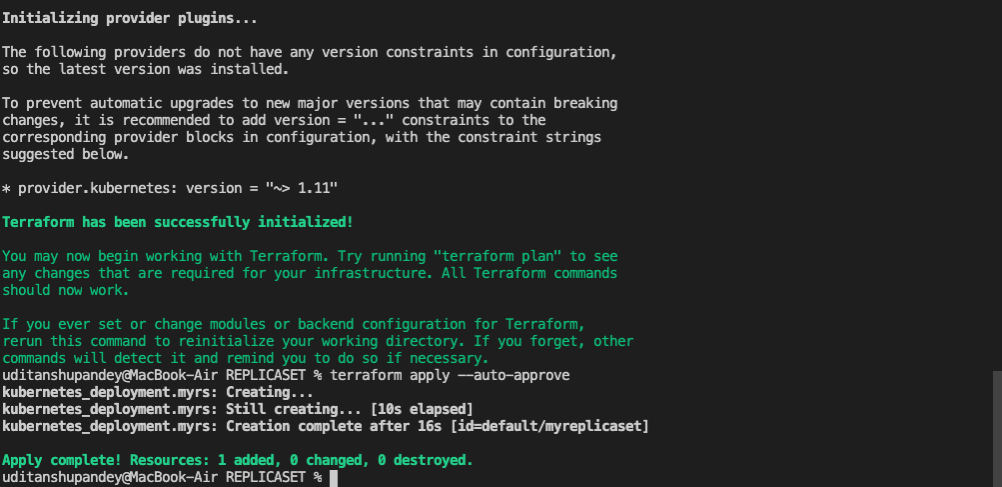 Initializing provider plugins...
The following providers do not have any version constraints in configuration,
so the latest version was installed.
To prevent automatic upgrades to new major versions that may contain breaking
changes, it is recommended to add version = "..." constraints to the
corresponding provider blocks in configuration, with the constraint strings
suggested below.
* provider.kubernetes: version = "~> 1.11"
Terraform has been successfully initialized!
You may now begin working with Terraform. Try running "terraform plan" to see
any changes that are required for your infrastructure. All Terraform commands
should now work.
If you ever set or change modules or backend configuration for Terraform,
rerun this command to reinitialize your working directory. If you forget, other
commands will detect it and remind you to do so if necessary.
uditanshupandey@MacBook-Air REPLICASET % terraform apply --auto-approve
kubernetes_deployment.myrs: Creating...
kubernetes_deployment.myrs: Still creating... [10s elapsed]
kubernetes_deployment.myrs: Creation complete after 16s [id=default/myreplicaset]
Apply complete! Resources: 1 added, 0 changed, 0 destroyed.
uditanshupandey@MacBook-Air REPLICASET %